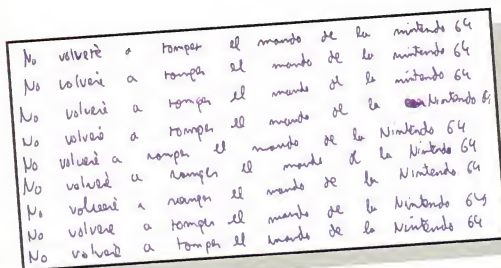 No volveré a romper el mando de la nintendo 64
No volveré a romper el mando de la nintendo 64
No volveré a romper el mando de la nintendo 64
No volveré a romper el mando de la Nintendo 64
No volveré a romper el mando de la Nintendo 64
No volveré a romper el mando de la Nintendo 64
No volveré a romper el mando de la Nintendo 64
No volveré a romper el mando de la Nintendo 64
No volveré a romper el mando de la Nintendo 64